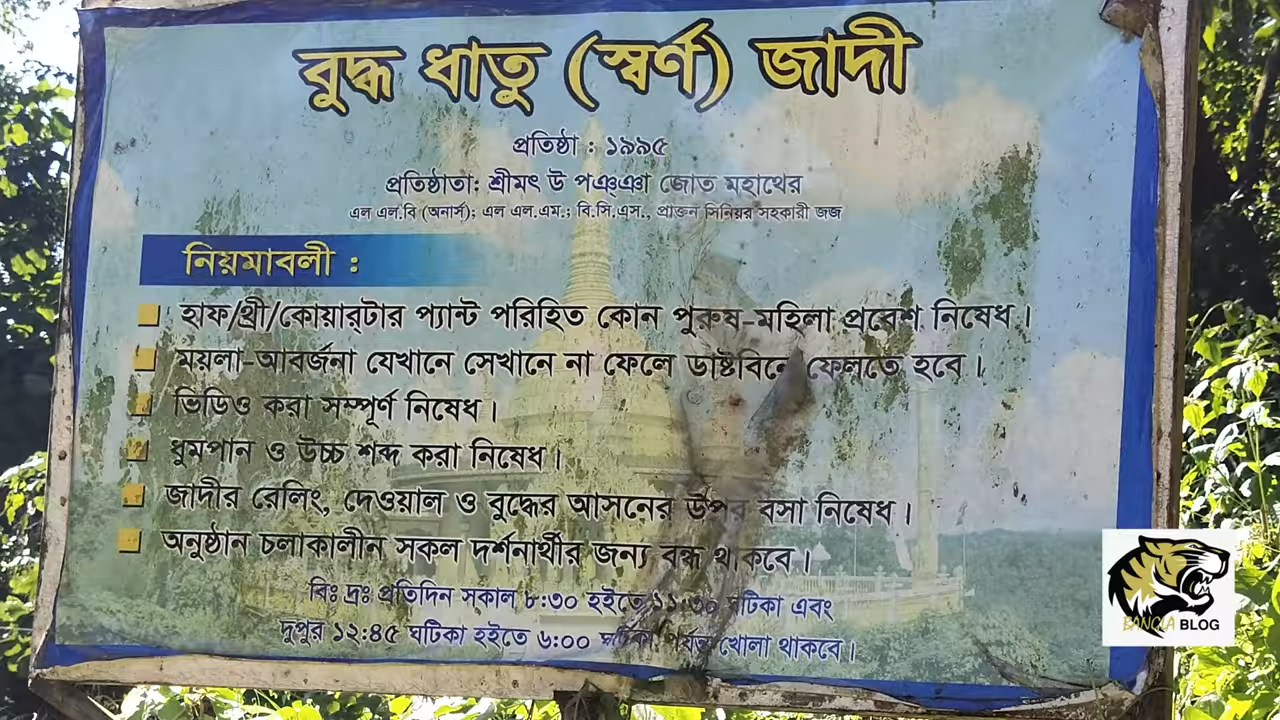 বুদ্ধ ধাতু (স্বর্ণ) জাদী
প্রতিষ্ঠা : ১৯৯৫
প্রতিষ্ঠাতা: শ্রীমৎ উ পঞ্ঞা জোত মহাথের
এল এল.বি (অনার্স); এল এল.এম.; বি.সি.এস., প্রাক্তন সিনিয়র সহকারী জজ
নিয়মাবলী :
হাফ/থ্রী/কোয়ার্টার প্যান্ট পরিহিত কোন পুরুষ-মহিলা প্রবেশ নিষেধ।
ময়লা-আবর্জনা যেখানে সেখানে না ফেলে ডাষ্টবিনে ফেলতে হবে।
ভিডিও করা সম্পূর্ণ নিষেধ।
ধুমপান ও উচ্চ শব্দ করা নিষেধ।
জাদীর রেলিং, দেওয়াল ও বুদ্ধের আসনের উপর বসা নিষেধ।
অনুষ্ঠান চলাকালীন সকল দর্শনার্থীর জন্য বন্ধ থাকবে।
বিঃ দ্রঃ প্রতিদিন সকাল ৮:৩০ হইতে ১১:৩০ ঘটিকা এবং
দুপুর ১২:৪৫ ঘটিকা হইতে ৬:০০ ঘটিকা পর্যন্ত খোলা থাকবে।
BANGLA BLOG